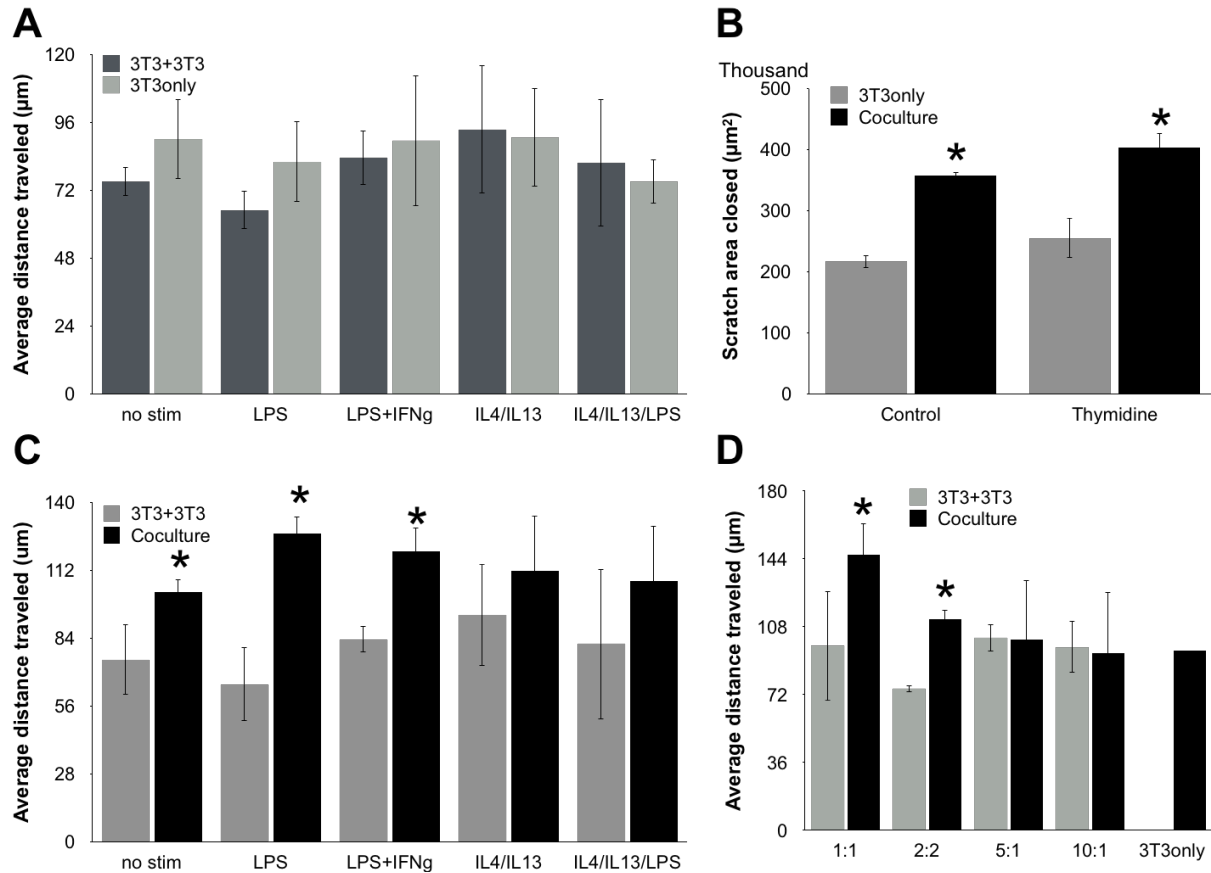 A
Average distance traveled (µm)
120
96
72
48
24
0
3T3+3T3
3T3only
no stim LPS LPS+IFNg IL4/IL13 IL4/IL13/LPS
B
Thousand
Scratch area closed (µm²)
500
400
300
200
100
0
3T3only
Coculture
*
*
Control Thymidine
C
Average distance traveled (um)
140
112
84
56
28
0
3T3+3T3
Coculture
*
*
*
no stim LPS LPS+IFNg IL4/IL13 IL4/IL13/LPS
D
Average distance traveled (µm)
180
144
108
72
36
0
3T3+3T3
Coculture
*
*
1:1 2:2 5:1 10:1 3T3only